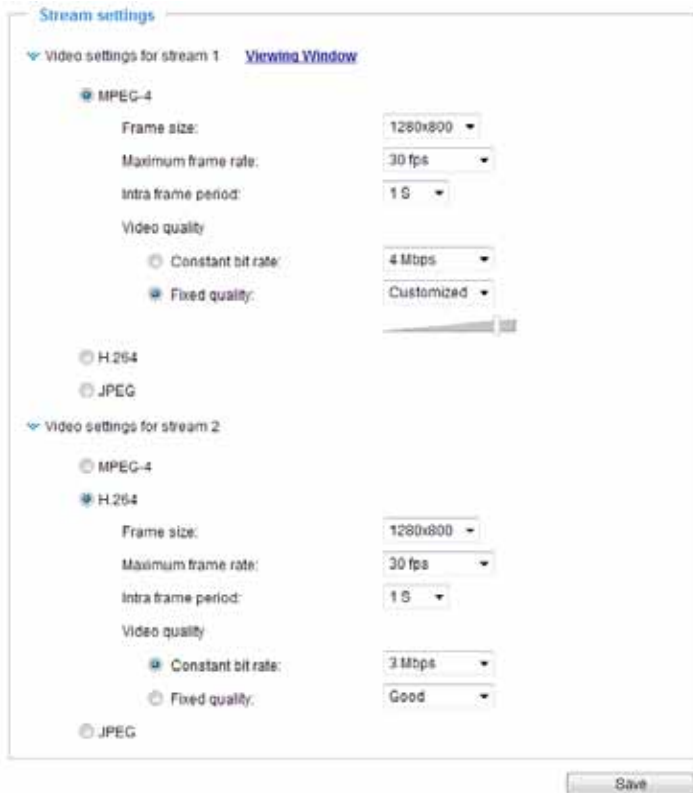 Stream settings
Video settings for stream 1 Viewing Window
MPEG-4
Frame size: 1280x800
Maximum frame rate: 30 fps
Intra frame period: 1 S
Video quality
Constant bit rate: 4 Mbps
Fixed quality: Customized
H.264
JPEG
Video settings for stream 2
MPEG-4
H.264
Frame size: 1280x800
Maximum frame rate: 30 fps
Intra frame period: 1 S
Video quality
Constant bit rate: 3 Mbps
Fixed quality: Good
JPEG
Save